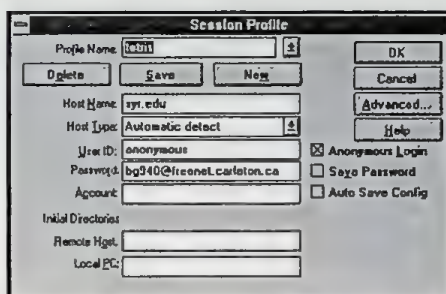 Session Profile
Profile Name: tetris
OK
Delete Save New
Cancel
Host Name: syr.edu
Advanced...
Host Type: Automatic detect
Help
User ID: anonymous
Anonymous Login
Password: bg940@freenet.carleton.ca
Save Password
Account:
Auto Save Config
Initial Directories
Remote Host:
Local PC: